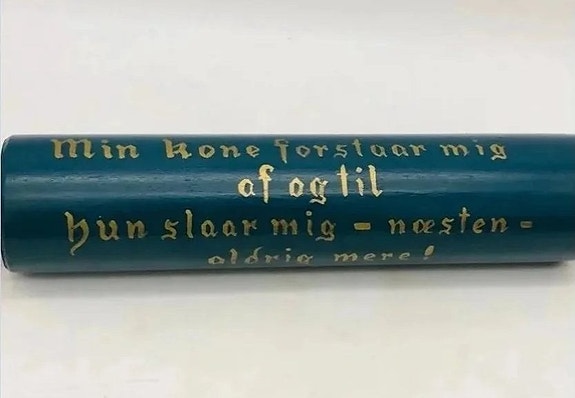 Min kone forstaar mig
af og til
Hun slaar mig - næsten -
aldrig mere!